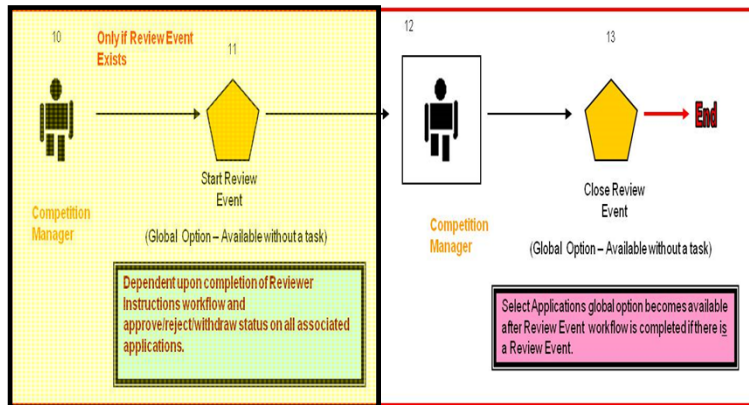 10
Only if Review Event
Exists
11
12
13
End
Start Review
Event
Close Review
Event
Competition
Manager
Competition
Manager
(Global Option – Available without a task)
(Global Option – Available without a task)
Dependent upon completion of Reviewer
Instructions workflow and
approve/reject/withdraw status on all associated
applications.
Select Applications global option becomes available
after Review Event workflow is completed if there is
a Review Event.